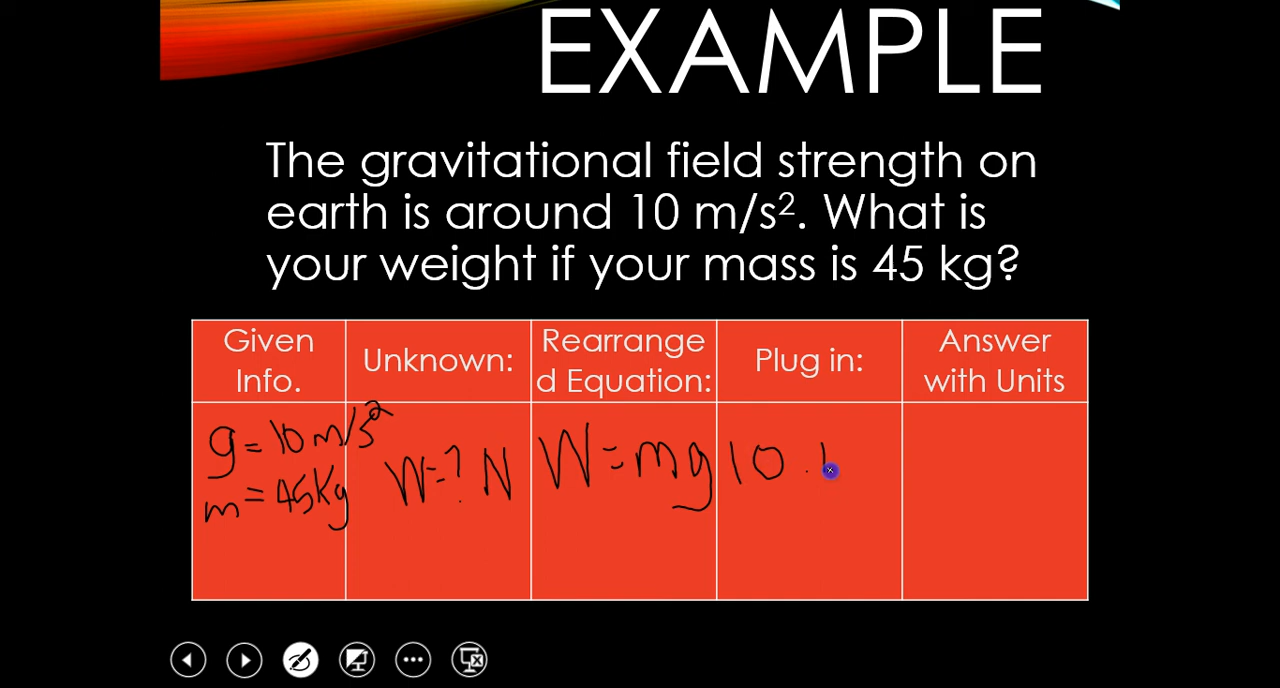 EXAMPLE
The gravitational field strength on
earth is around 10 m/s². What is
your weight if your mass is 45 kg?
Given
Info.
Unknown:
Rearrange
d Equation:
Plug in:
Answer
with Units
g = 10 m/s²
m = 45 Kg
W = ? N
W = mg
10 .